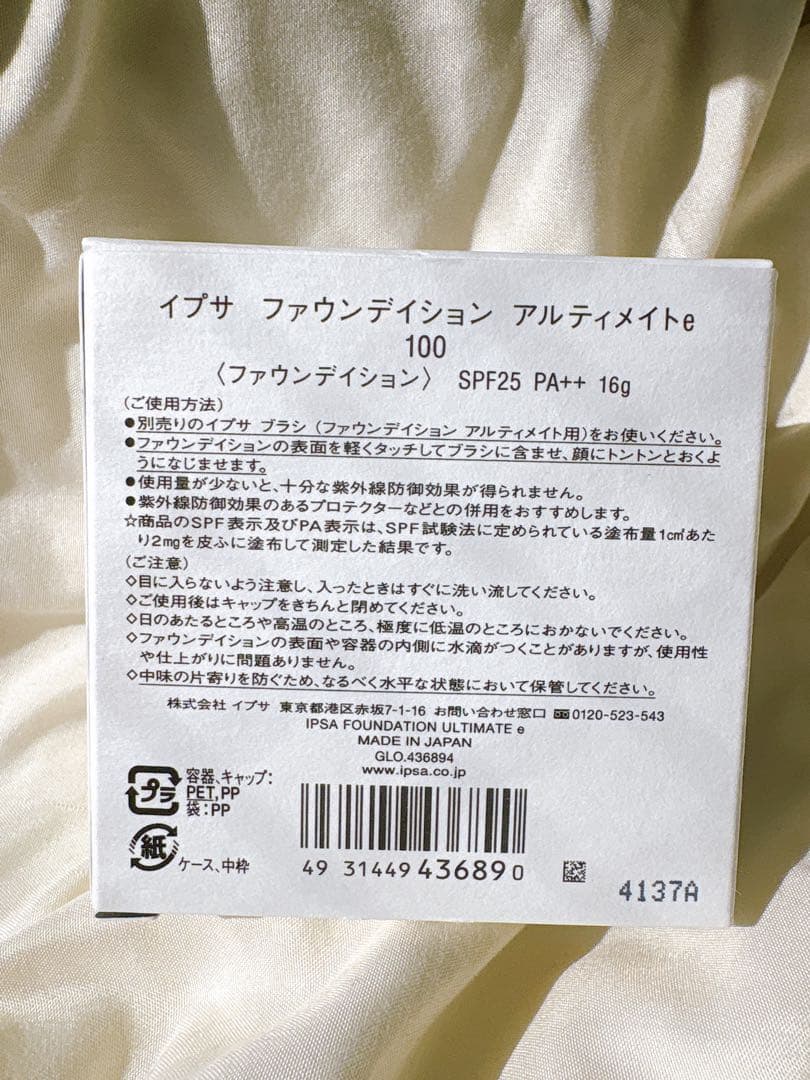 イプサ　ファウンデイション　アルティメイトe
100
〈ファウンデイション〉 SPF25 PA++ 16g
(ご使用方法)
●別売りのイプサ ブラシ(ファウンデイション アルティメイト用)をお使いください。
●ファウンデイションの表面を軽くタッチしてブラシに含ませ、顔にトントンとおくよ
うになじませます。
●使用量が少ないと、十分な紫外線防御効果が得られません。
●紫外線防御効果のあるプロテクターなどとの併用をおすすめします。
☆商品のSPF表示及びPA表示は、SPF試験法に定められている塗布量1c㎡あた
り2mgを皮ふに塗布して測定した結果です。
(ご注意)
◇目に入らないよう注意し、入ったときはすぐに洗い流してください。
◇ご使用後はキャップをきちんと閉めてください。
◇日のあたるところや高温のところ、極度に低温のところにおかないでください。
◇ファウンデイションの表面や容器の内側に水滴がつくことがありますが、使用性
や仕上がりに問題ありません。
◇中味の片寄りを防ぐため、なるべく水平な状態において保管してください。
株式会社 イプサ 東京都港区赤坂7-1-16 お問い合わせ窓口 0120-523-543
IPSA FOUNDATION ULTIMATE e
MADE IN JAPAN
GLO.436894
www.ipsa.co.jp
プラ 容器、キャップ:
PET,PP
袋:PP
紙 ケース、中枠
49 31449 436890
4137A